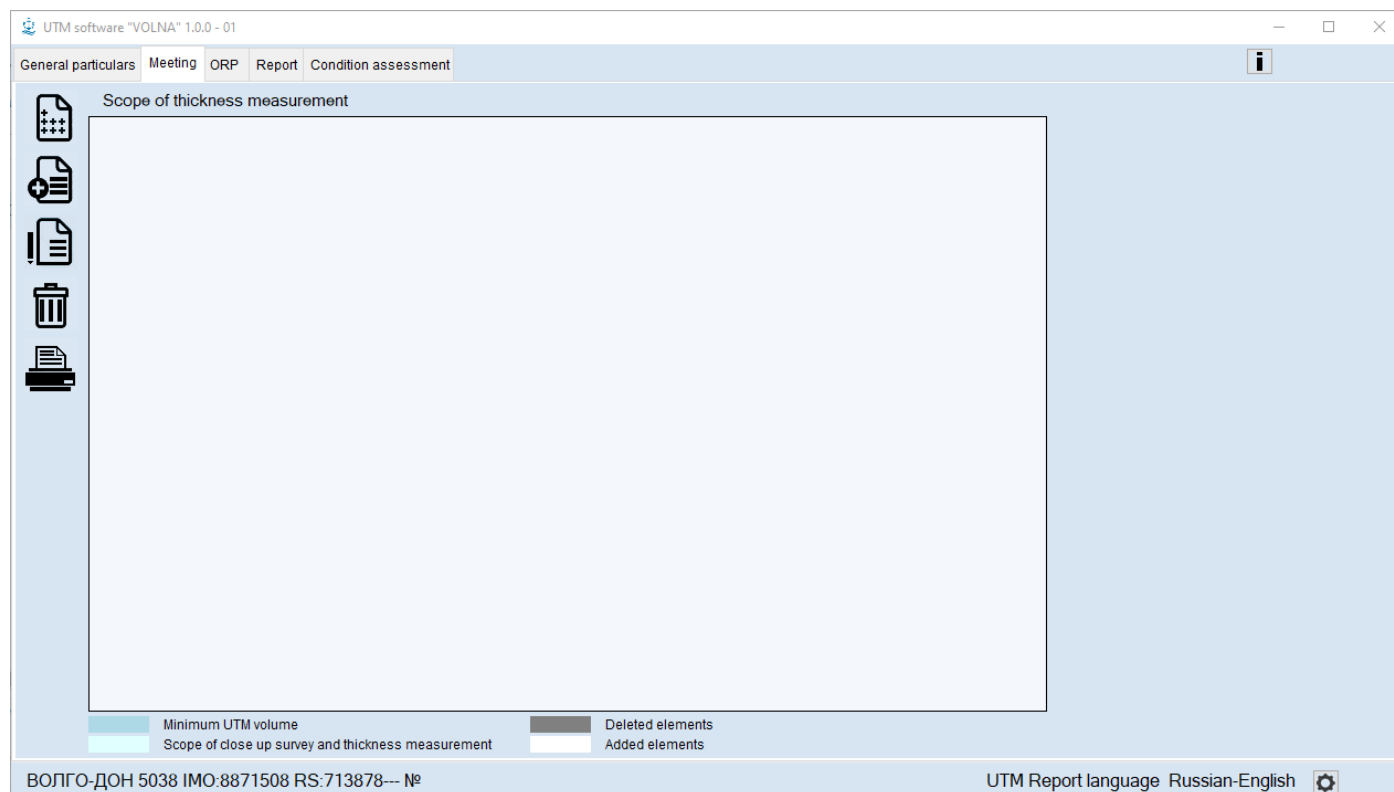 UTM software "VOLNA" 1.0.0 - 01
General particulars Meeting ORP Report Condition assessment i
Scope of thickness measurement
Minimum UTM volume Deleted elements
Scope of close up survey and thickness measurement Added elements
ВОЛГО-ДОН 5038 IMO:8871508 RS:713878--- № UTM Report language Russian-English